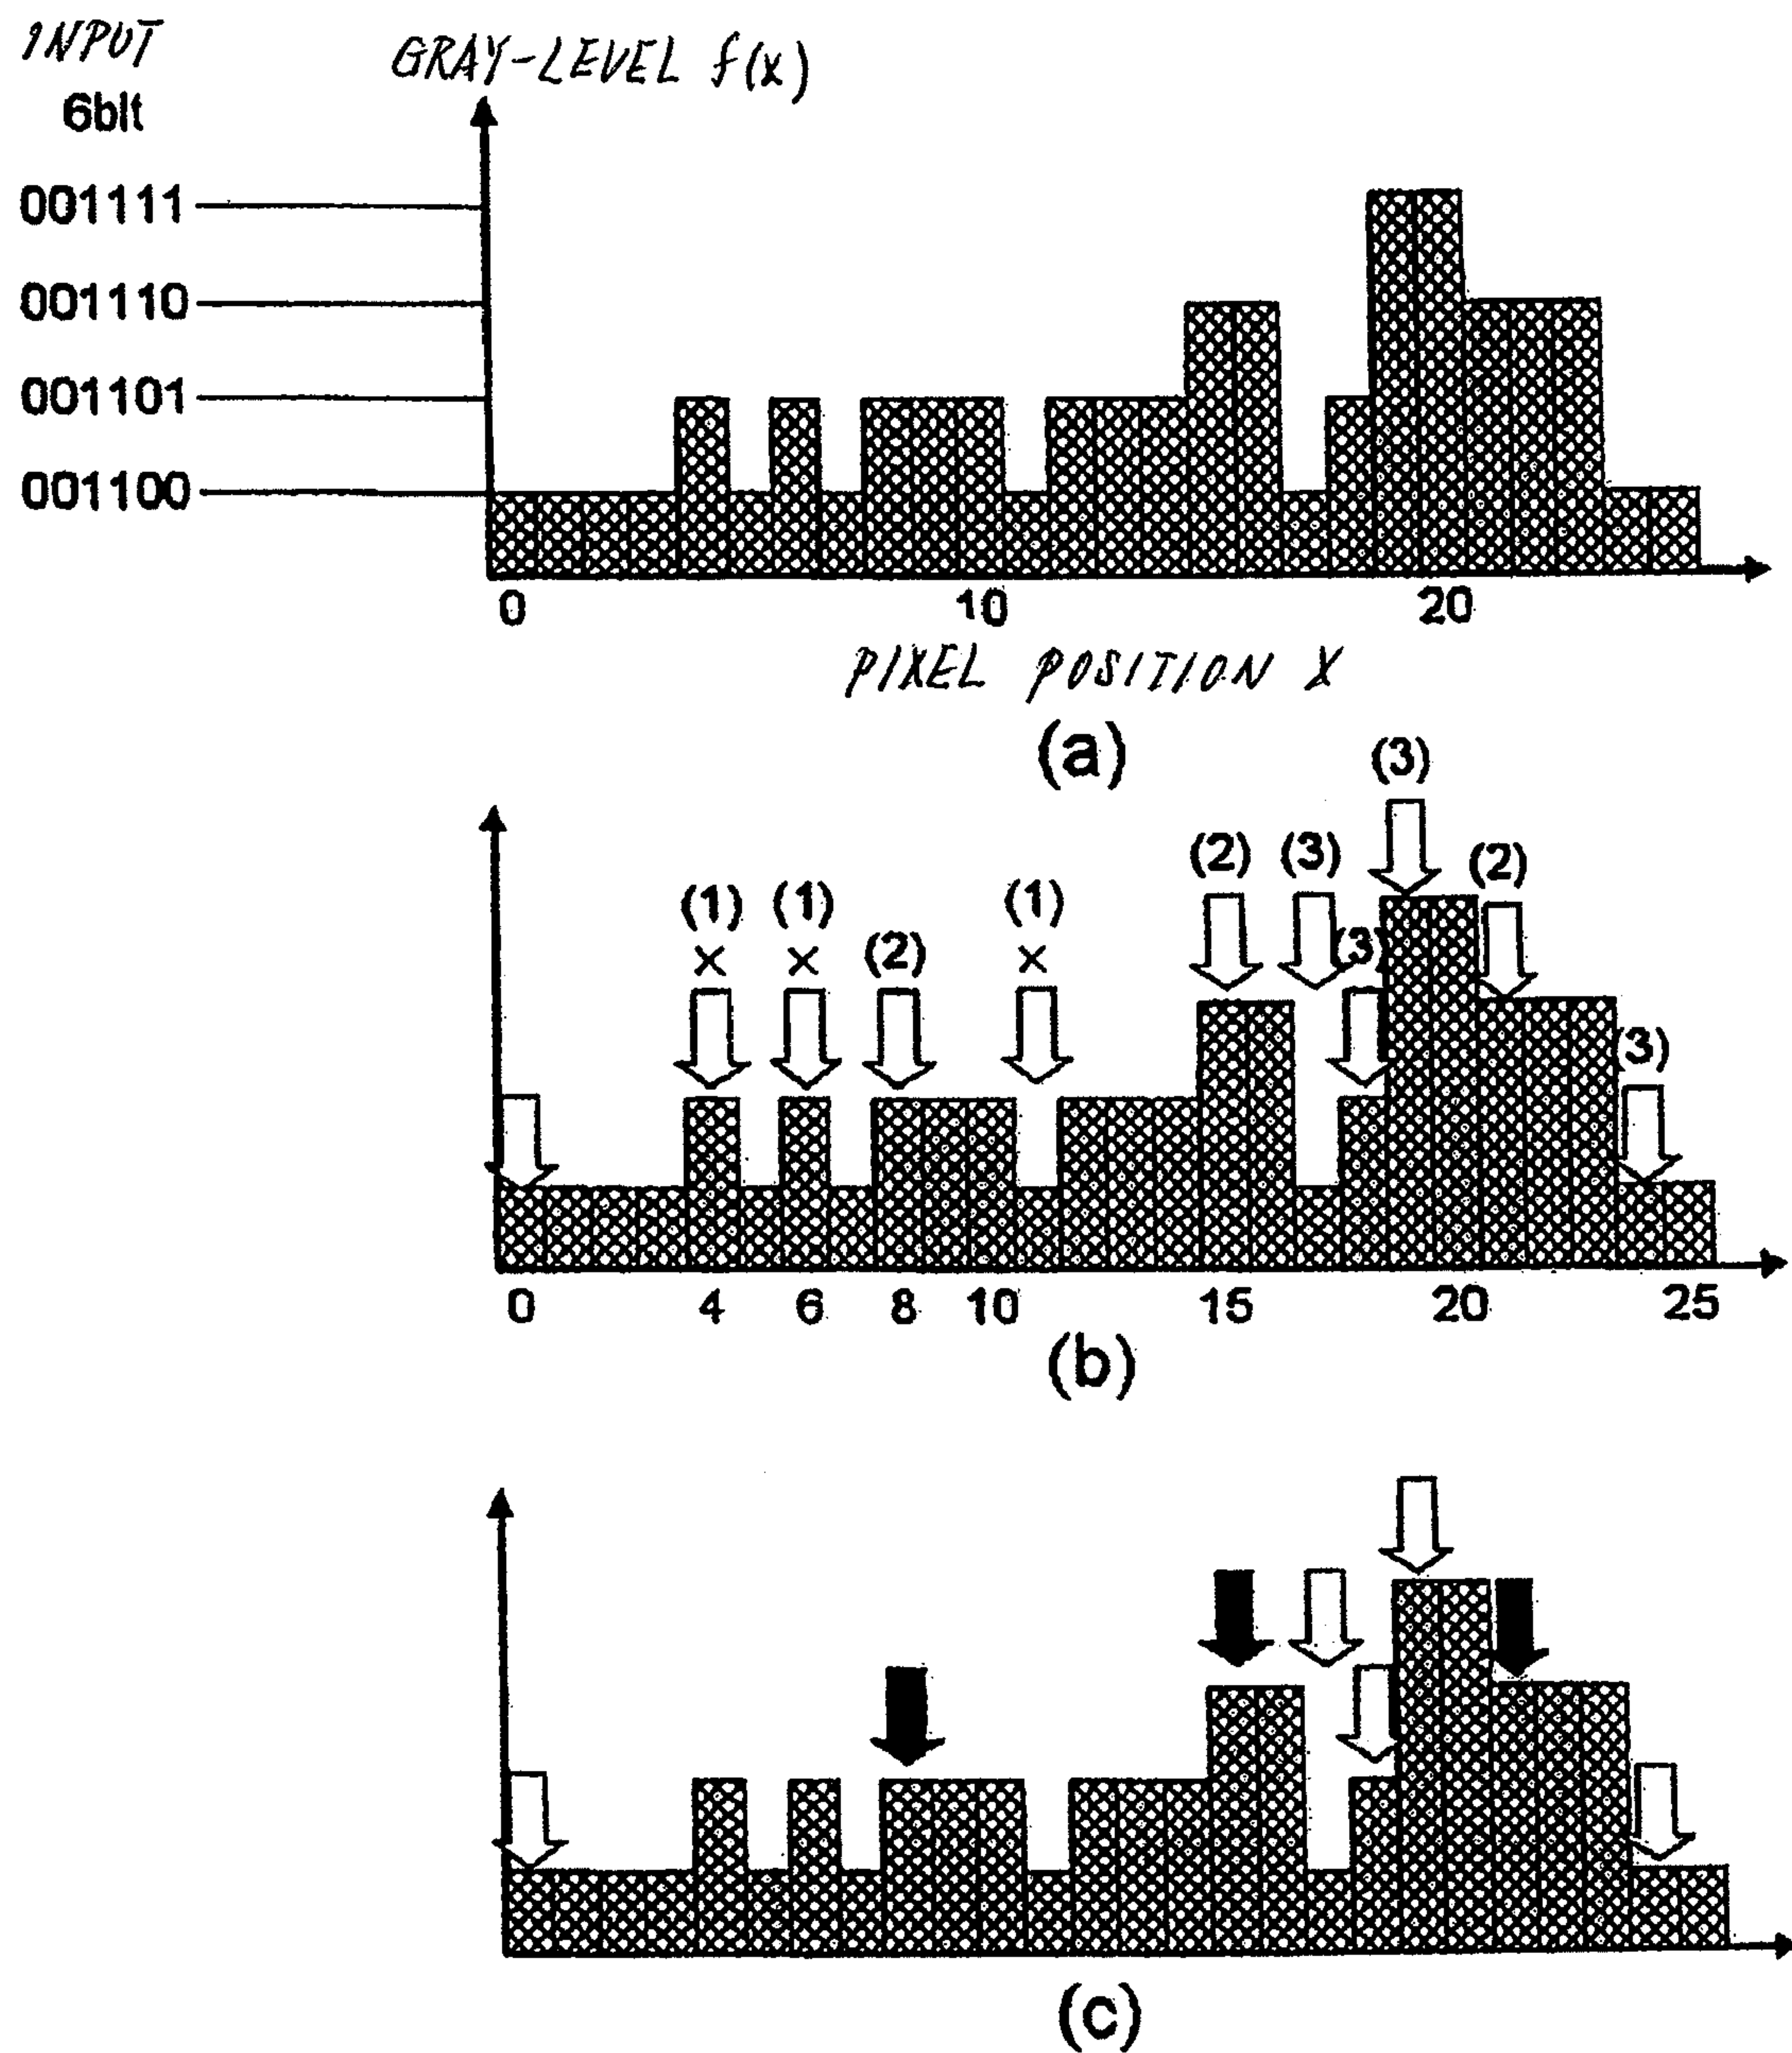 INPUT
6bit
GRAY-LEVEL f(x)
001111
001110
001101
001100
0 10 20
PIXEL POSITION X
(a)
(3)
(2) (3) (2)
(1) (1) (1)
× × (2) × (3)
(3)
0 4 6 8 10 15 20 25
(b)
(c)